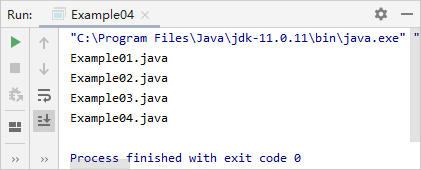 Run: Example04
"C:\Program Files\Java\jdk-11.0.11\bin\java.exe" "
Example01.java
Example02.java
Example03.java
Example04.java
Process finished with exit code 0